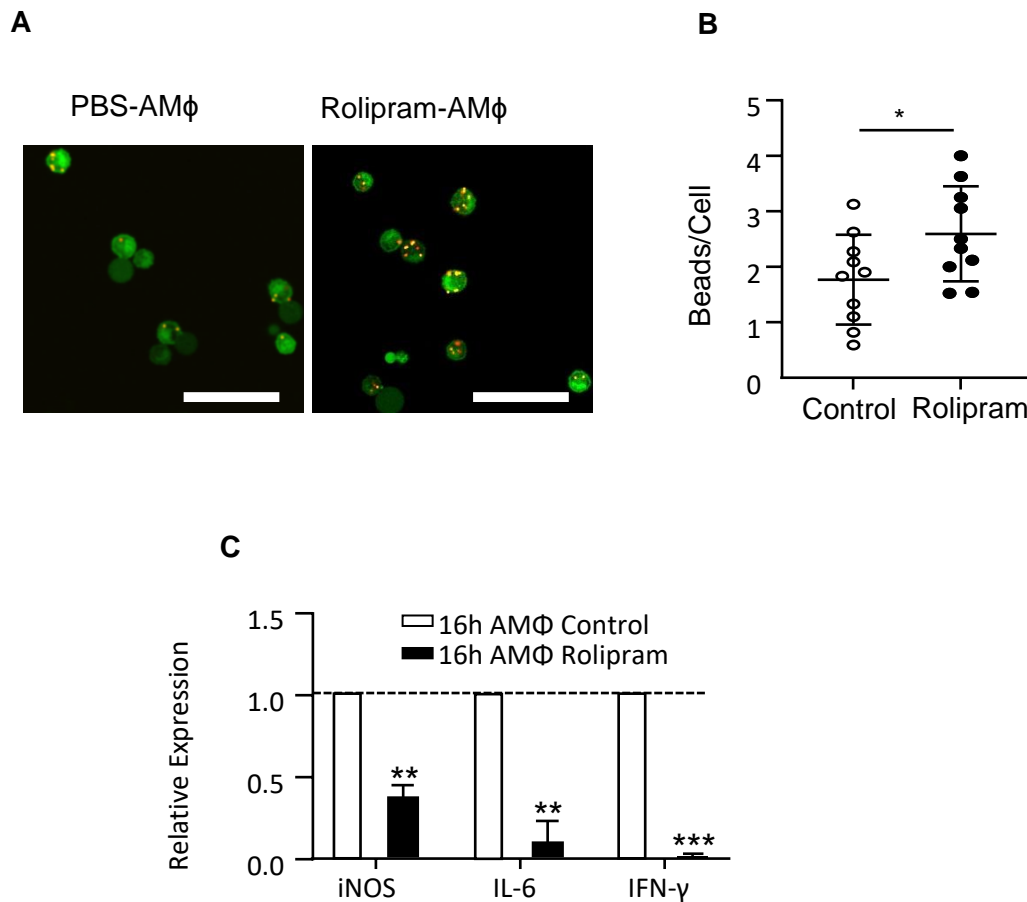 A
B
PBS-AMϕ
Rolipram-AMϕ
5
4
3
2
1
0
Beads/Cell
*
Control
Rolipram
C
1.5
1.0
0.5
0.0
Relative Expression
16h AMΦ Control
16h AMΦ Rolipram
**
**
***
iNOS
IL-6
IFN-γ